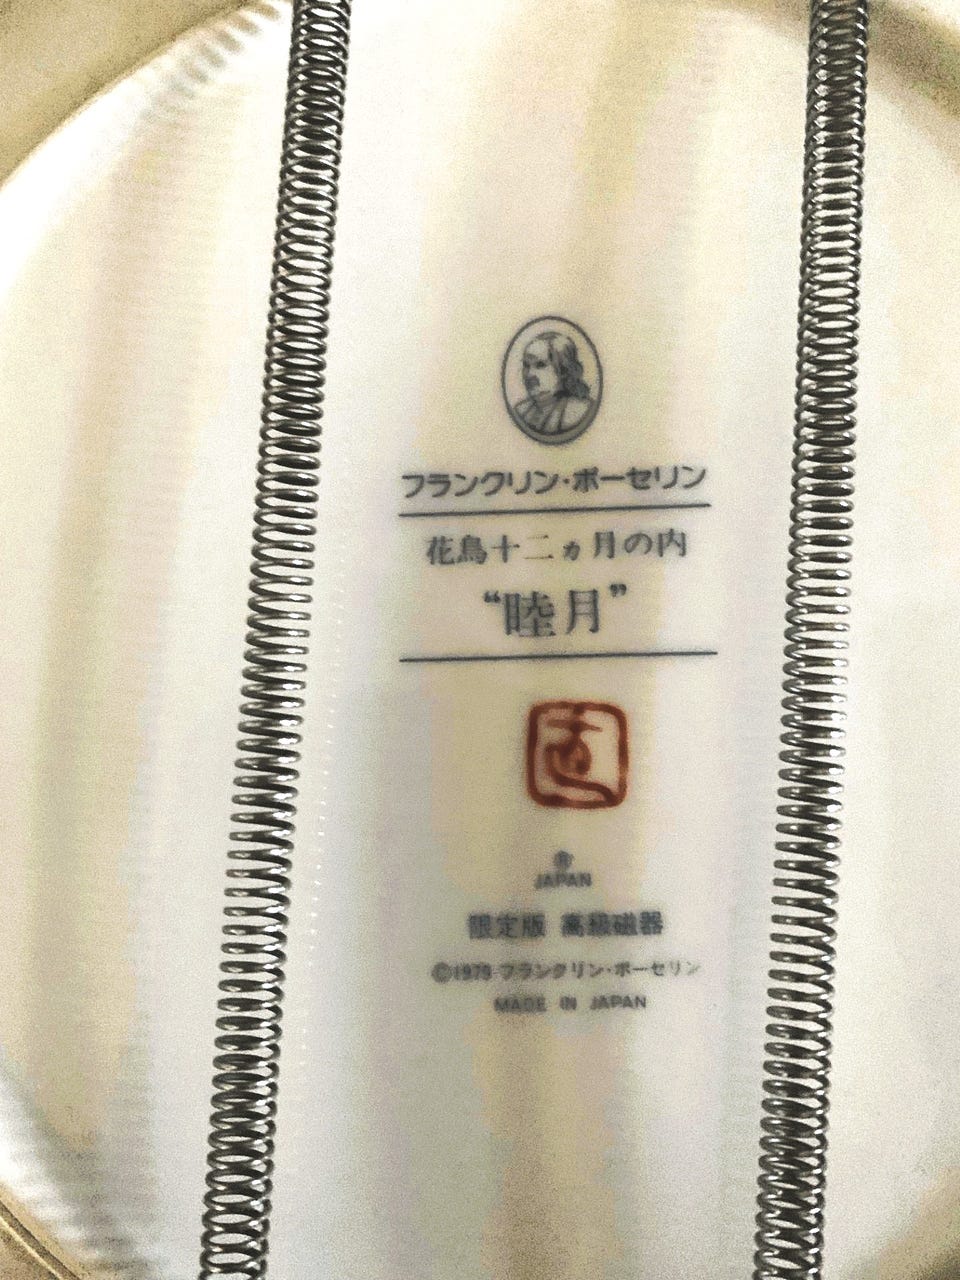 フランクリン・ポーセリン
花鳥十二ヵ月の内
“睦月”
JAPAN
限定版 高級磁器
©1979 フランクリン・ポーセリン
MADE IN JAPAN